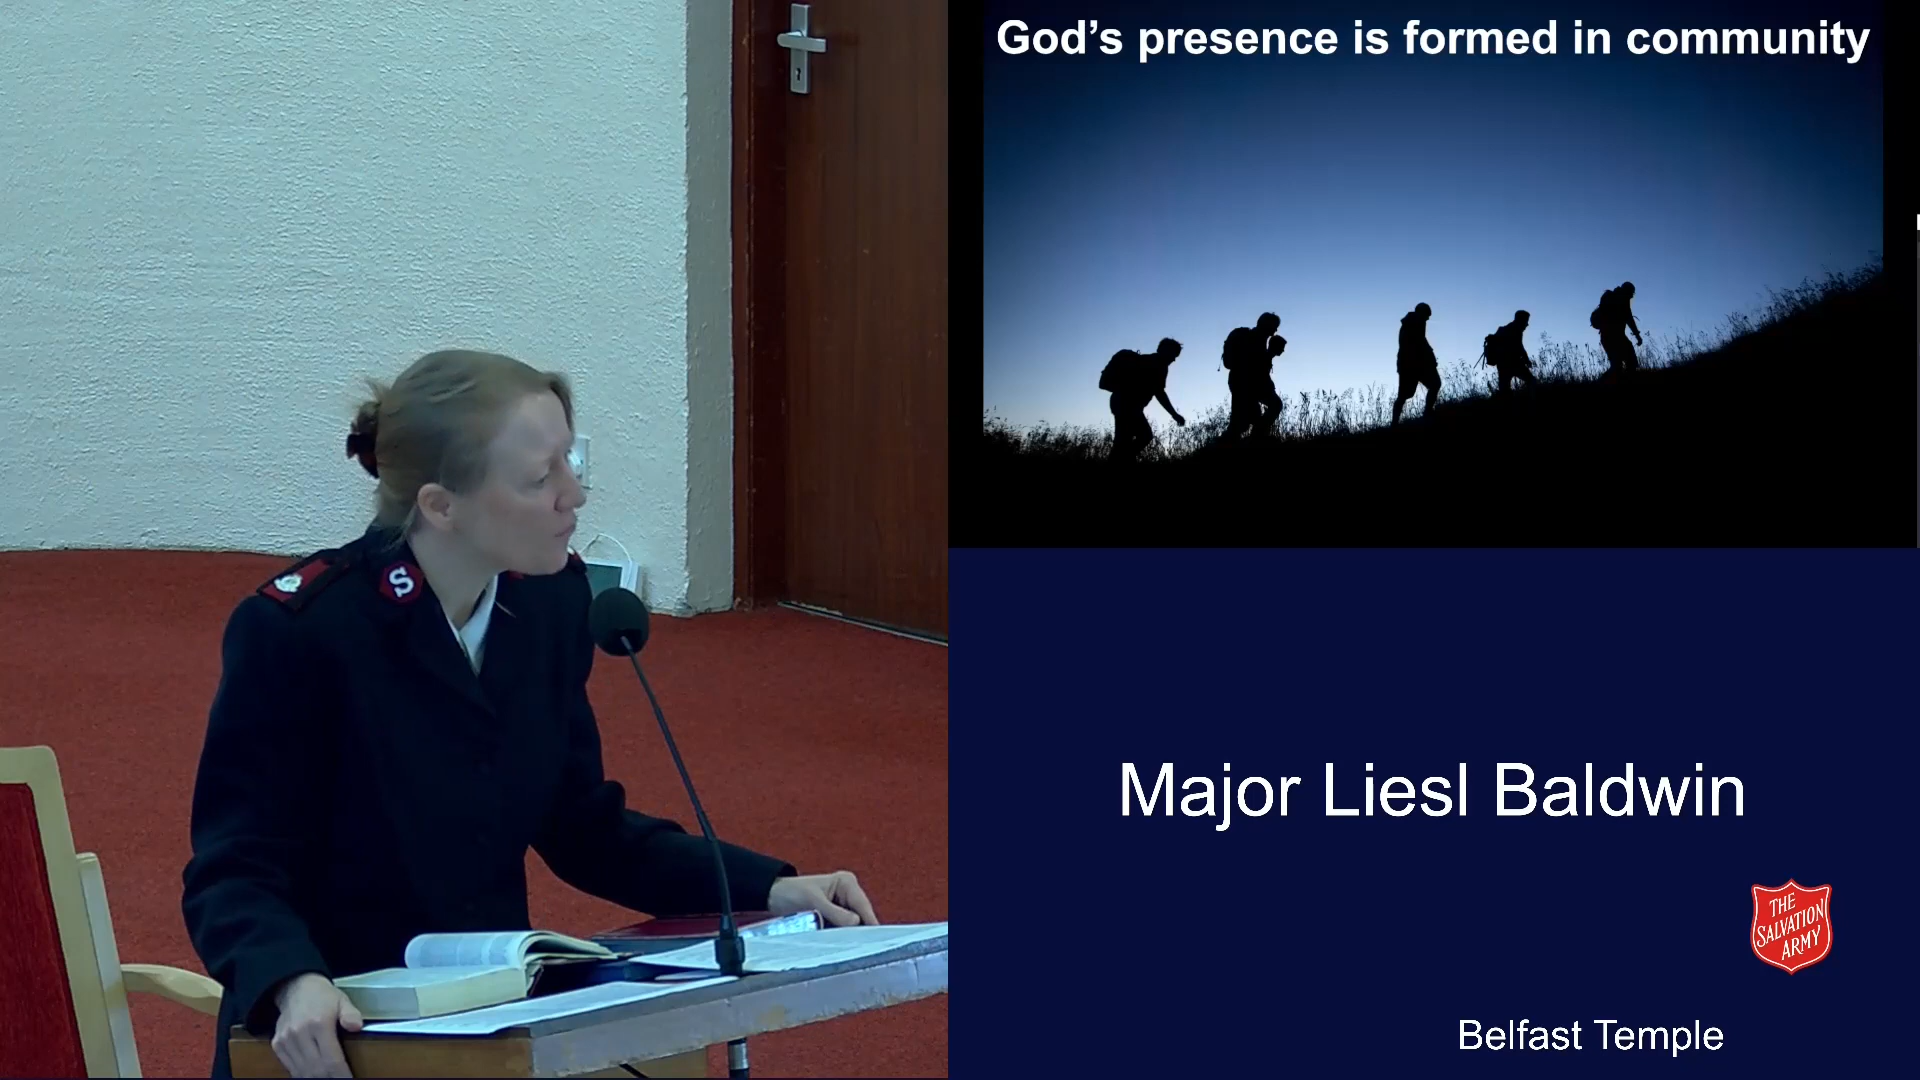 God's presence is formed in community
S
Major Liesl Baldwin
THE
SALVATION
ARMY
Belfast Temple